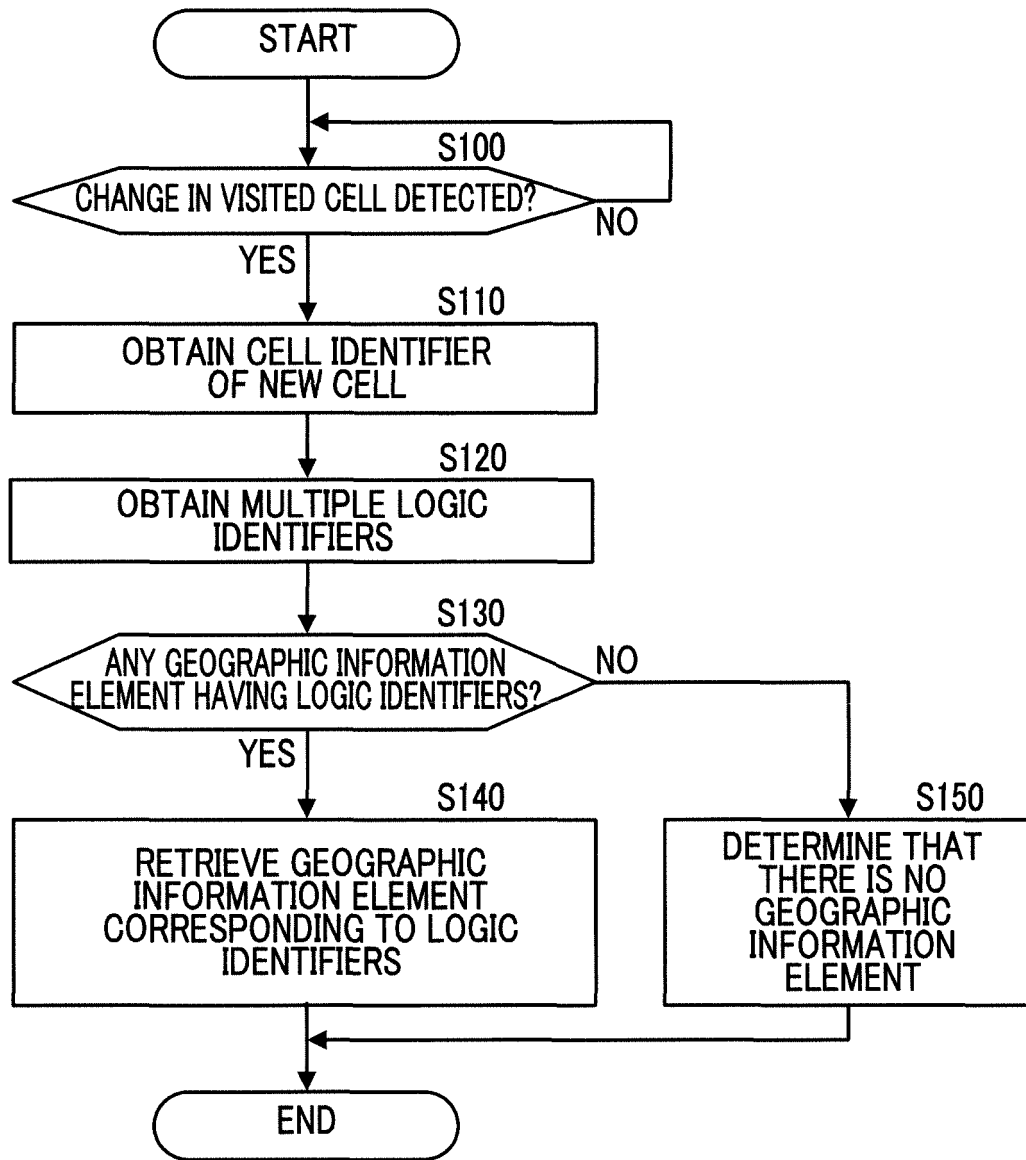 START
S100
CHANGE IN VISITED CELL DETECTED?
NO
YES
S110
OBTAIN CELL IDENTIFIER
OF NEW CELL
S120
OBTAIN MULTIPLE LOGIC
IDENTIFIERS
S130
ANY GEOGRAPHIC INFORMATION
ELEMENT HAVING LOGIC IDENTIFIERS?
NO
YES
S140
RETRIEVE GEOGRAPHIC
INFORMATION ELEMENT
CORRESPONDING TO LOGIC
IDENTIFIERS
S150
DETERMINE THAT
THERE IS NO
GEOGRAPHIC
INFORMATION
ELEMENT
END